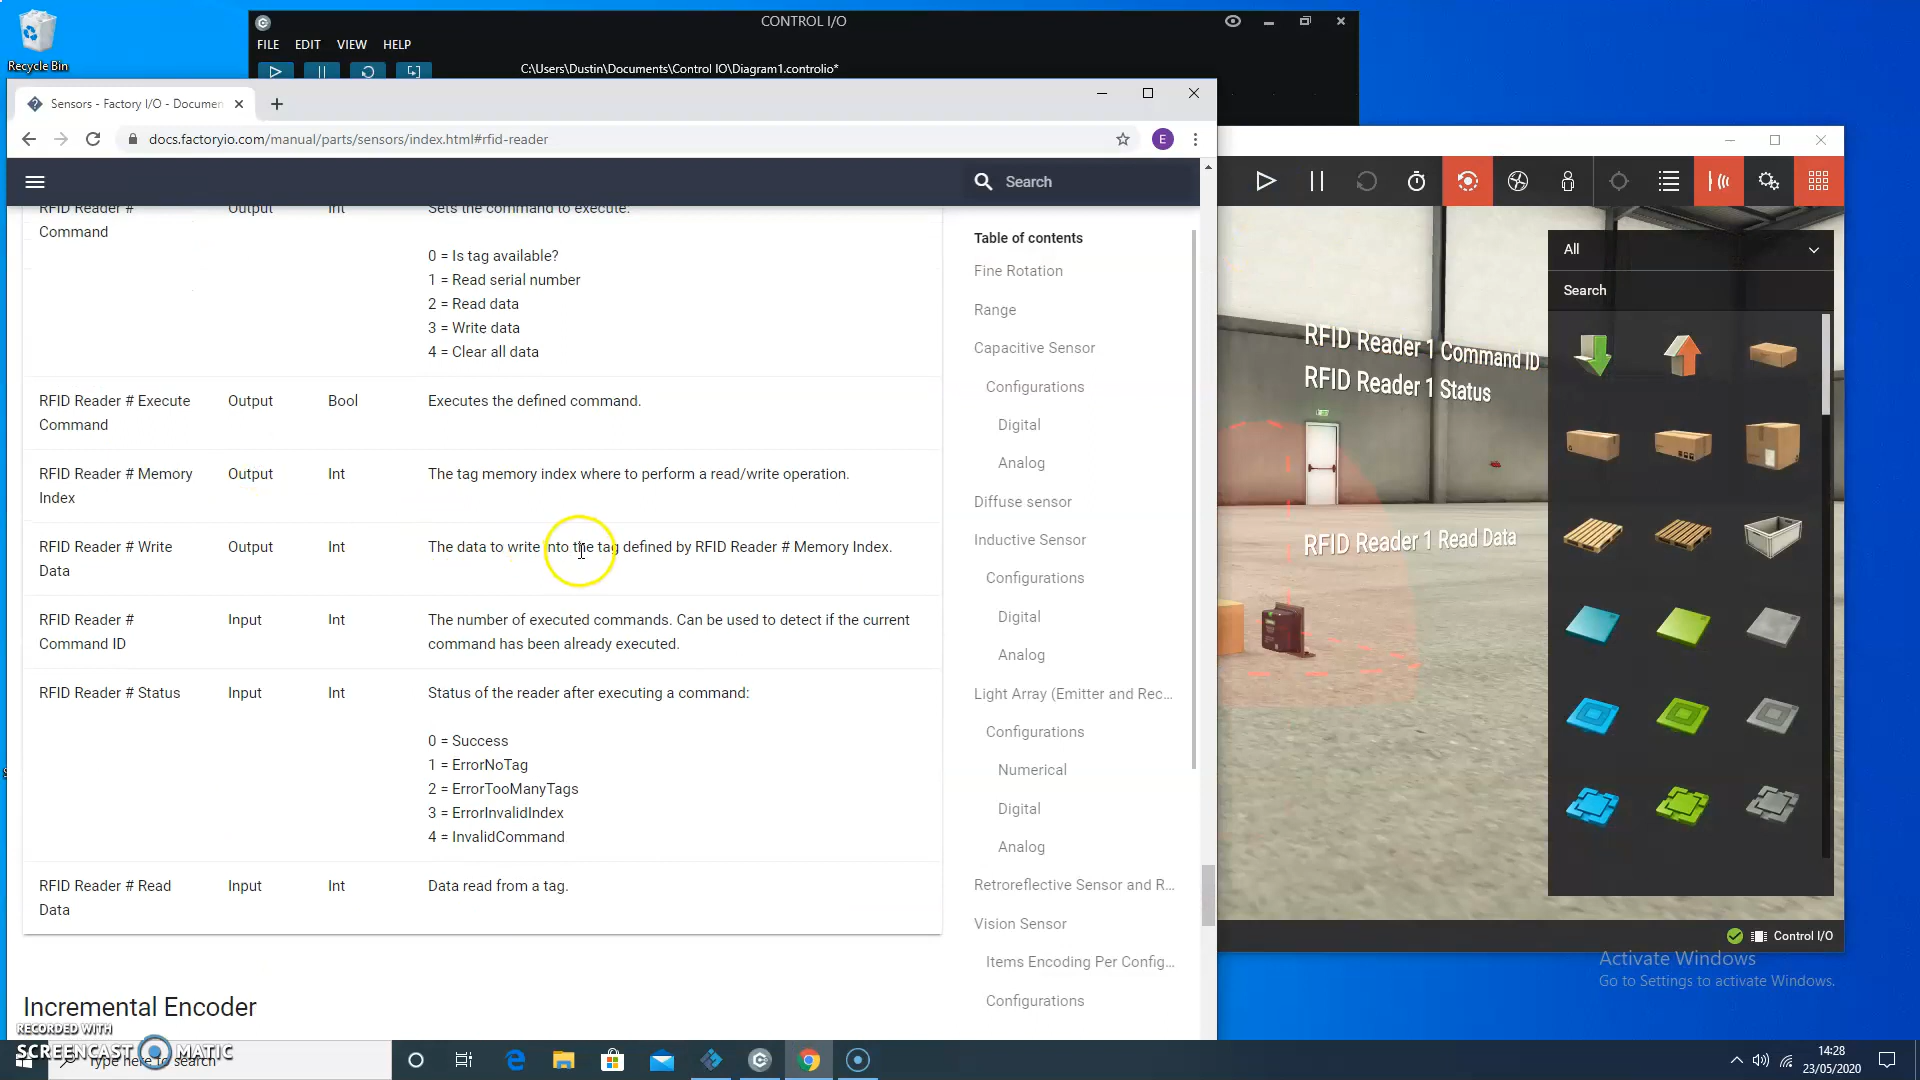 Recycle Bin
CONTROL I/O
FILE EDIT VIEW HELP
C:\Users\Dustin\Documents\Control IO\Diagram1.controlio*
Sensors - Factory I/O - Documen
docs.factoryio.com/manual/parts/sensors/index.html#rfid-reader
E
Search
RFID Reader # Command Output Int Sets the command to execute:
0 = Is tag available?
1 = Read serial number
2 = Read data
3 = Write data
4 = Clear all data
RFID Reader # Execute Command Output Bool Executes the defined command.
RFID Reader # Memory Index Output Int The tag memory index where to perform a read/write operation.
RFID Reader # Write Data Output Int The data to write into the tag defined by RFID Reader # Memory Index.
RFID Reader # Command ID Input Int The number of executed commands. Can be used to detect if the current
command has been already executed.
RFID Reader # Status Input Int Status of the reader after executing a command:
0 = Success
1 = ErrorNoTag
2 = ErrorTooManyTags
3 = ErrorInvalidIndex
4 = InvalidCommand
RFID Reader # Read Data Input Int Data read from a tag.
Incremental Encoder
Table of contents
Fine Rotation
Range
Capacitive Sensor
Configurations
Digital
Analog
Diffuse sensor
Inductive Sensor
Configurations
Digital
Analog
Light Array (Emitter and Rec...
Configurations
Numerical
Digital
Analog
Retroreflective Sensor and R...
Vision Sensor
Items Encoding Per Config...
Configurations
RFID Reader 1 Command ID
RFID Reader 1 Status
RFID Reader 1 Read Data
All
Search
Control I/O
Activate Windows
Go to Settings to activate Windows.
RECORDED WITH
SCREENCAST MATIC
Type here to search
14:28
23/05/2020